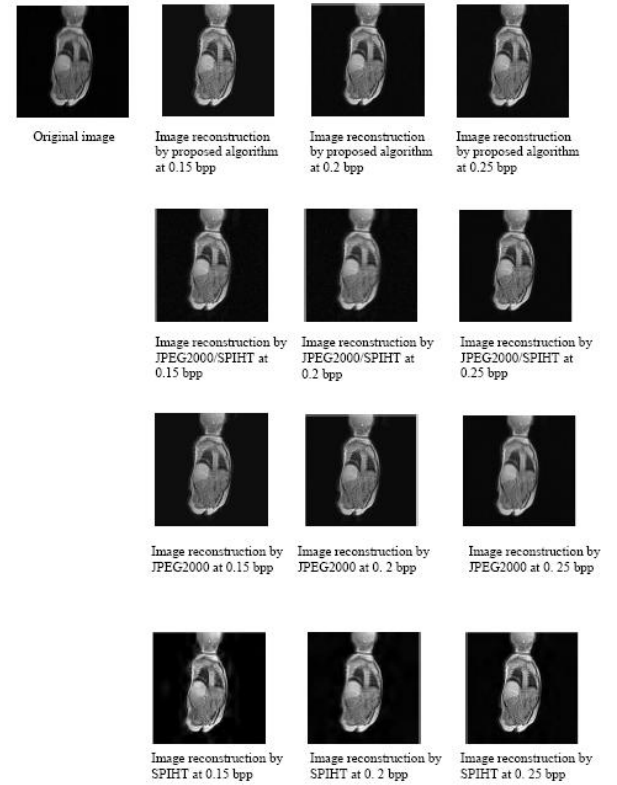 Original image
Image reconstruction
by proposed algorithm
at 0.15 bpp
Image reconstruction
by proposed algorithm
at 0.2 bpp
Image reconstruction
by proposed algorithm
at 0.25 bpp
Image reconstruction by
JPEG2000/SPIHT at
0.15 bpp
Image reconstruction by
JPEG2000/SPIHT at
0.2 bpp
Image reconstruction by
JPEG2000/SPIHT at
0.25 bpp
Image reconstruction by
JPEG2000 at 0.15 bpp
Image reconstruction by
JPEG2000 at 0. 2 bpp
Image reconstruction by
JPEG2000 at 0. 25 bpp
Image reconstruction by
SPIHT at 0.15 bpp
Image reconstruction by
SPIHT at 0. 2 bpp
Image reconstruction by
SPIHT at 0. 25 bpp